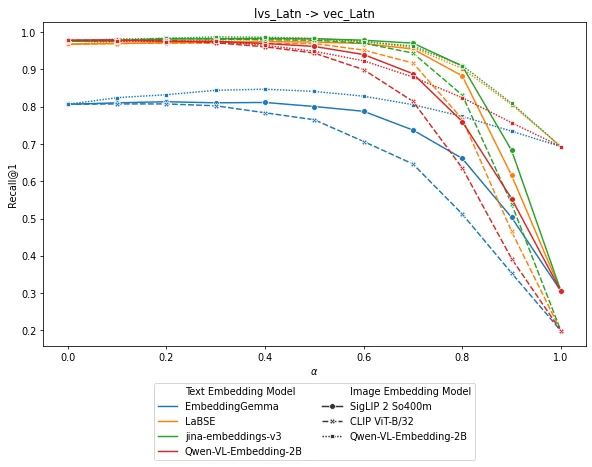 lvs_Latn -> vec_Latn
Recall@1
1.0
0.9
0.8
0.7
0.6
0.5
0.4
0.3
0.2
0.0 0.2 0.4 0.6 0.8 1.0
α
Text Embedding Model Image Embedding Model
EmbeddingGemma SigLIP 2 So400m
LaBSE CLIP ViT-B/32
jina-embeddings-v3 Qwen-VL-Embedding-2B
Qwen-VL-Embedding-2B